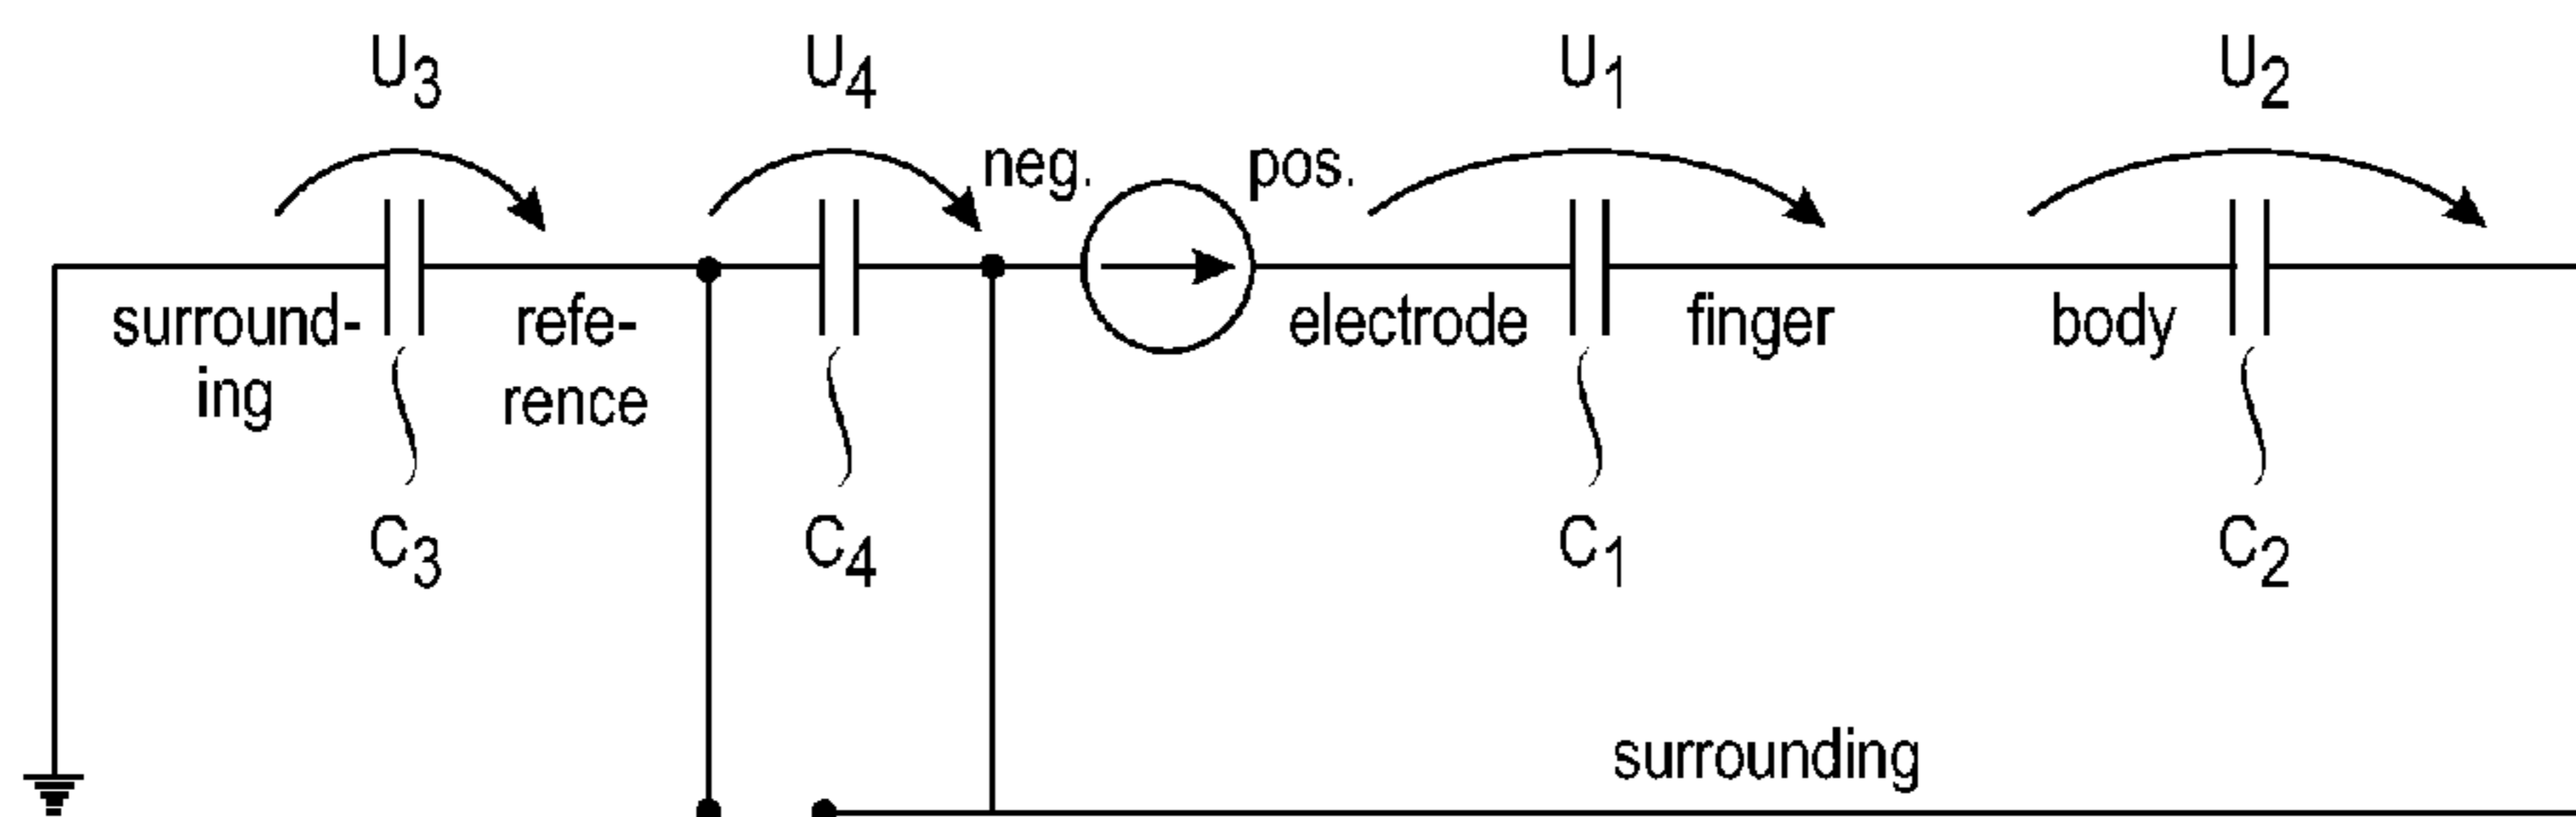 U3 U4 U1 U2
neg. pos.
surround-
ing
refe-
rence
electrode finger body
C3 C4 C1 C2
surrounding